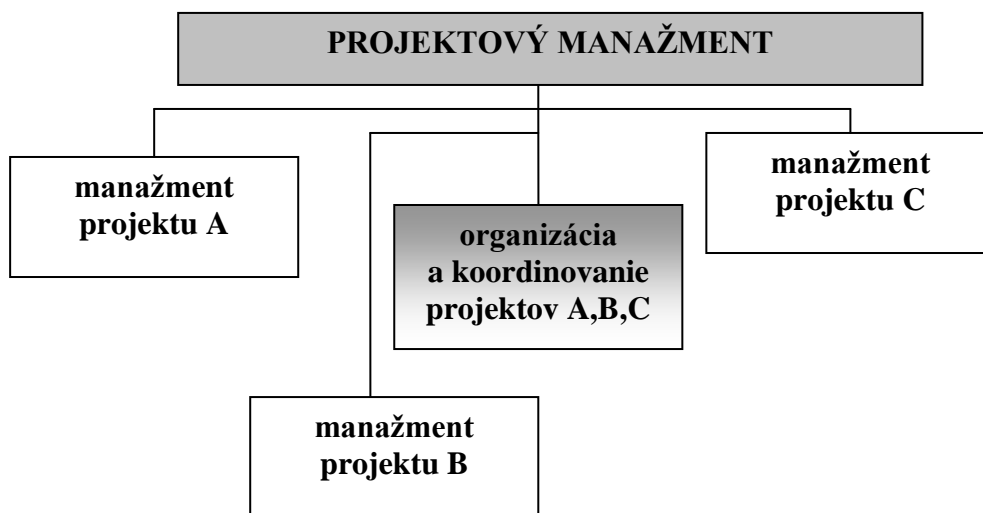 PROJEKTOVÝ MANAŽMENT
manažment
projektu A
organizácia
a koordinovanie
projektov A,B,C
manažment
projektu C
manažment
projektu B